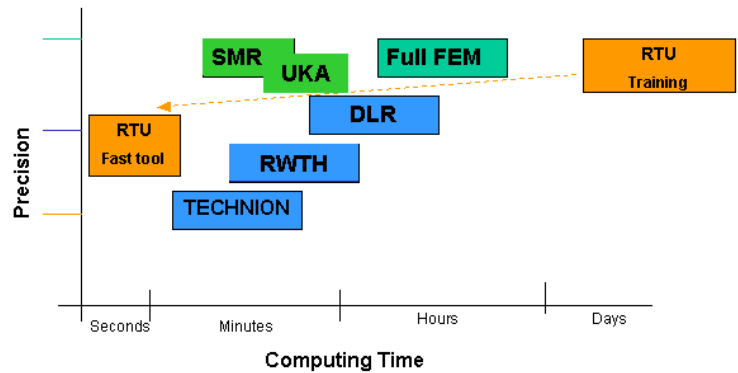 SMR
UKA
Full FEM
RTU
Training
DLR
RTU
Fast tool
RWTH
TECHNION
Precision
Seconds
Minutes
Hours
Days
Computing Time